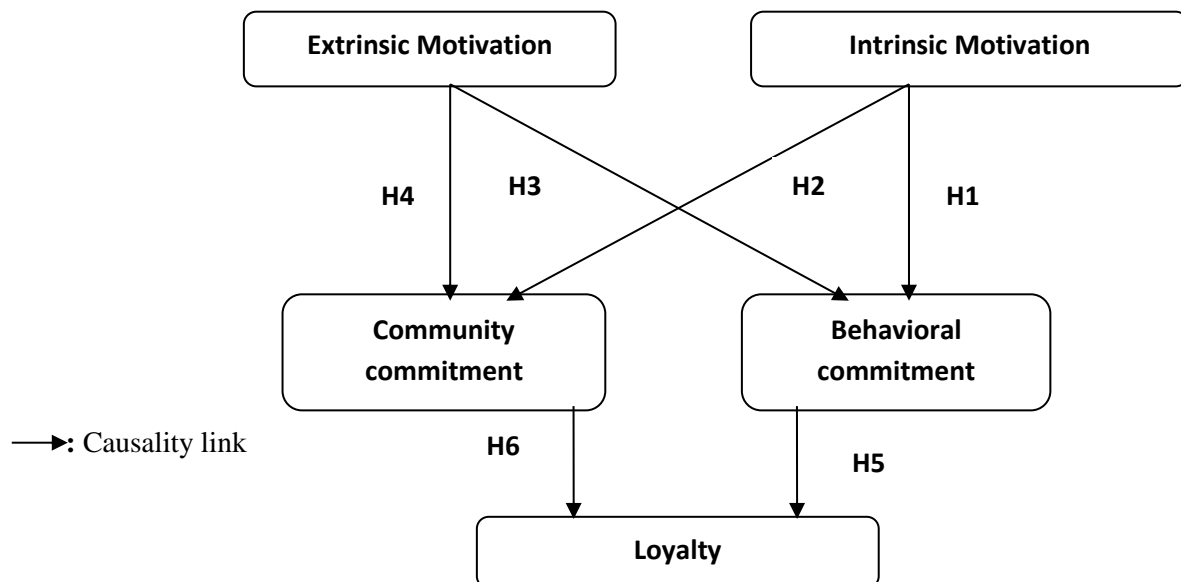 Extrinsic Motivation
Intrinsic Motivation
H4
H3
H2
H1
Community
commitment
Behavioral
commitment
: Causality link
H6
H5
Loyalty